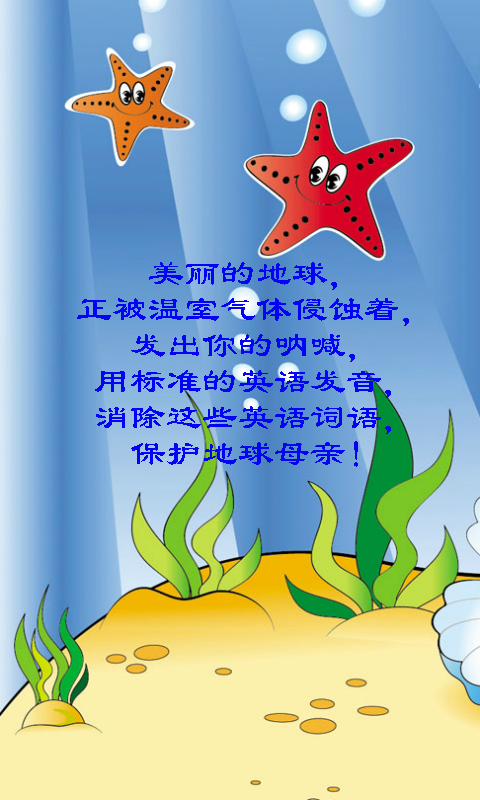 美丽的地球，
正被温室气体侵蚀着，
发出你的呐喊，
用标准的英语发音，
消除这些英语词语，
保护地球母亲！